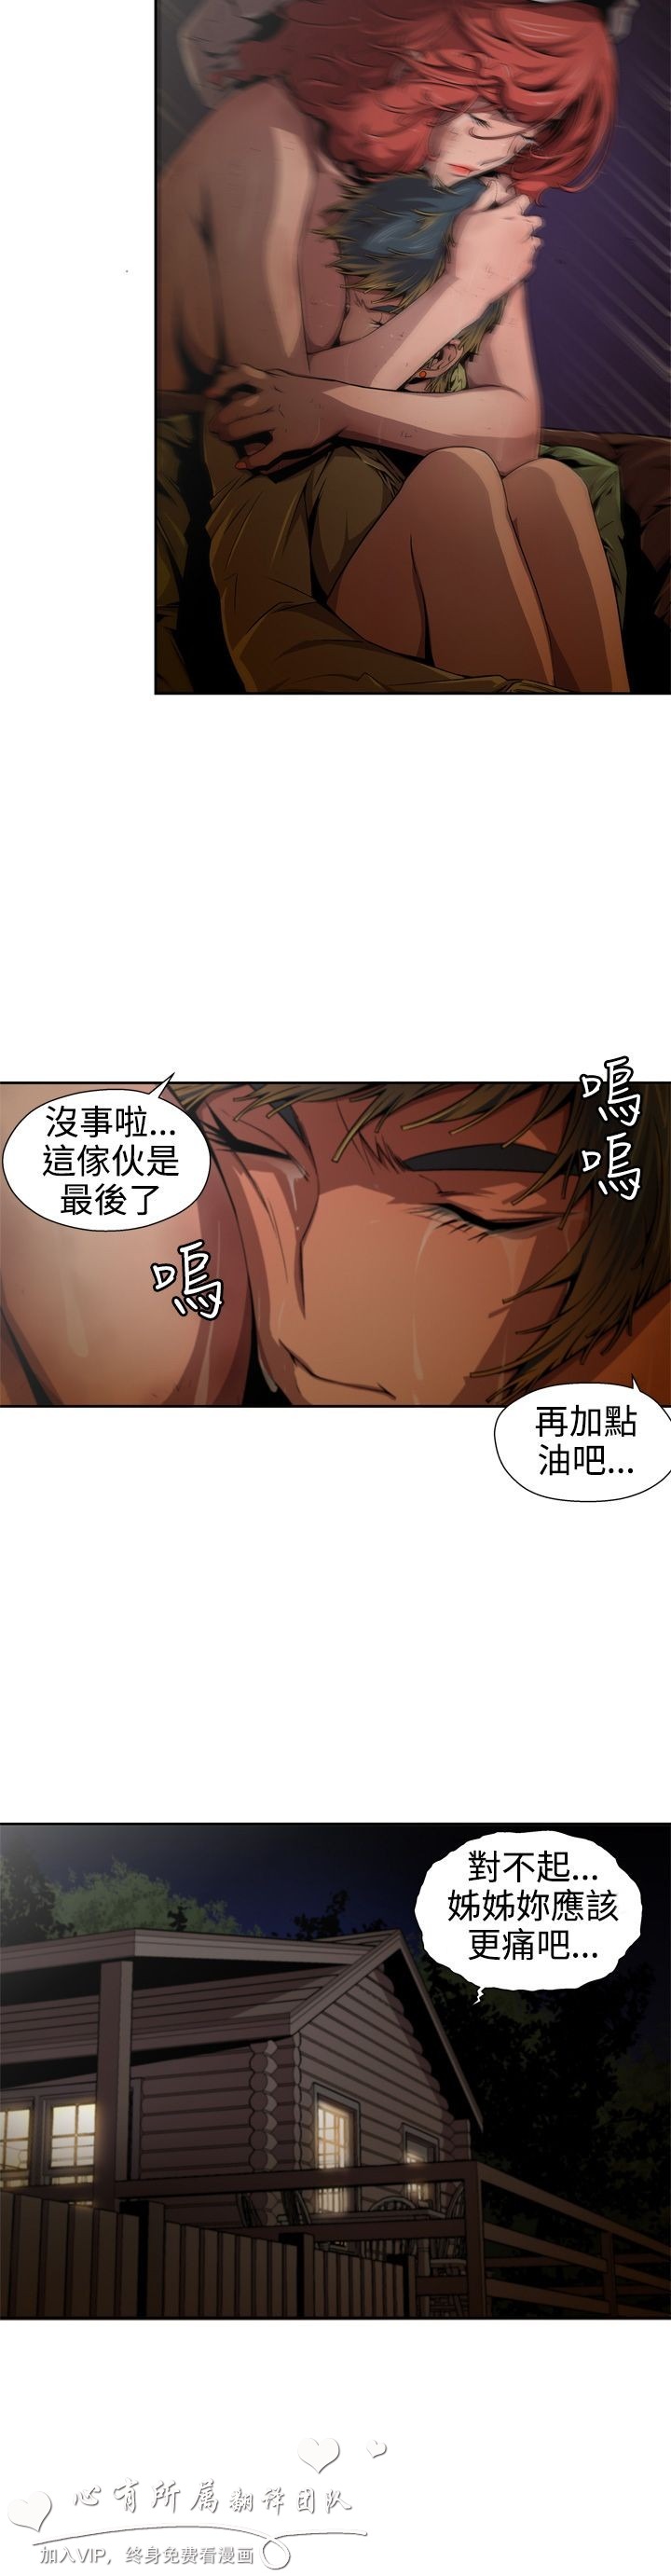 嗚
嗚
沒事啦...
這傢伙是
最後了
嗚
再加點
油吧...
對不起...
姊姊妳應該
更痛吧...
心有所属翻译团队
加入VIP，终身免费看漫画